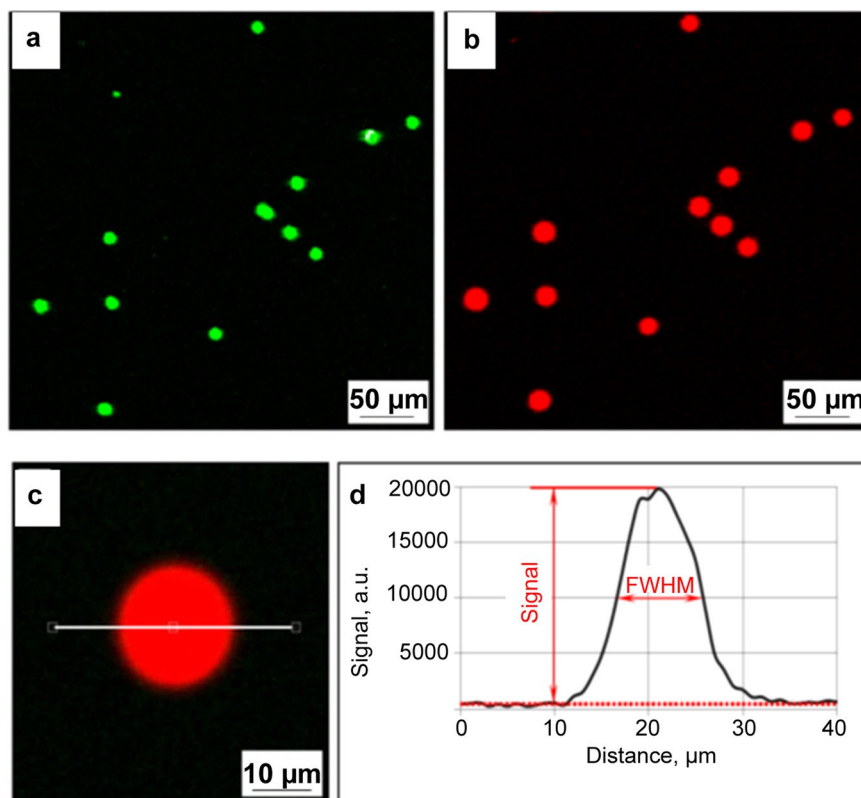 a
b
50 µm
50 µm
c
10 µm
d
20000
15000
10000
5000
0
10
20
30
40
Signal, a.u.
Signal
FWHM
Distance, µm